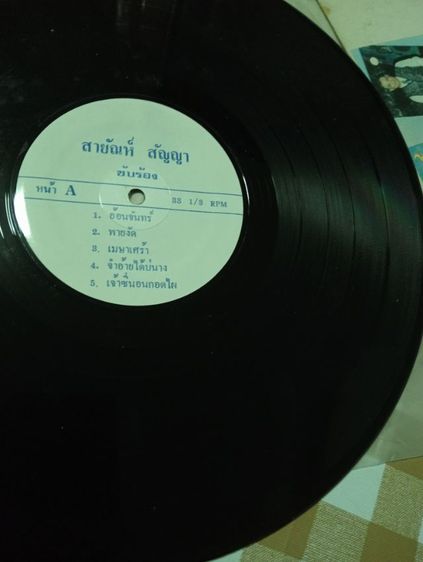 สายัณห์ สัญญา
ขับร้อง
หน้า A 33 1/3 RPM
1. อ้อนจันทร์
2. พายงัด
3. เมษาเศร้า
4. จำอ้ายได้บ่นาง
5. เจ้าชี่นอนกอดไผ